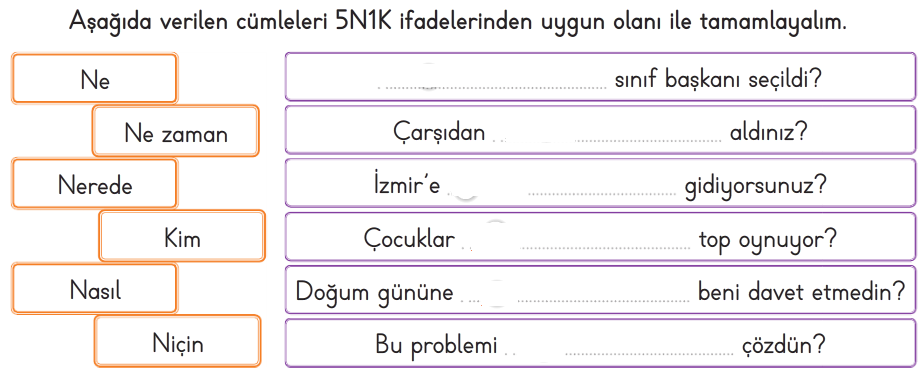 Aşağıda verilen cümleleri 5N1K ifadelerinden uygun olanı ile tamamlayalım.
Ne
.............................. sınıf başkanı seçildi?
Ne zaman
Çarşıdan .............................. aldınız?
Nerede
İzmir'e .............................. gidiyorsunuz?
Kim
Çocuklar .............................. top oynuyor?
Nasıl
Doğum gününe .............................. beni davet etmedin?
Niçin
Bu problemi .............................. çözdün?